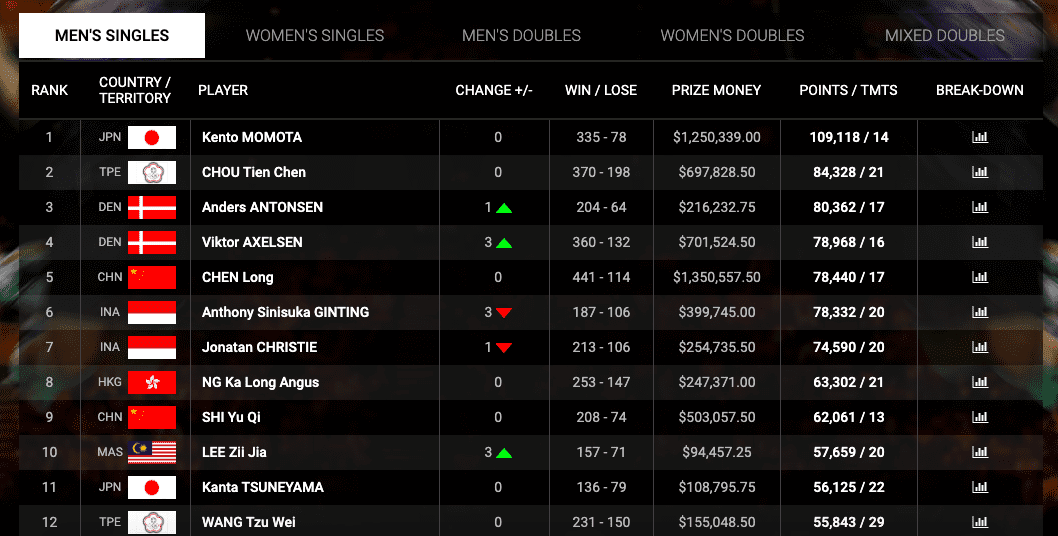 MEN'S SINGLES WOMEN'S SINGLES MEN'S DOUBLES WOMEN'S DOUBLES MIXED DOUBLES
RANK COUNTRY / TERRITORY PLAYER CHANGE +/- WIN / LOSE PRIZE MONEY POINTS / TMTS BREAK-DOWN
1 JPN Kento MOMOTA 0 335 - 78 $1,250,339.00 109,118 / 14
2 TPE CHOU Tien Chen 0 370 - 198 $697,828.50 84,328 / 21
3 DEN Anders ANTONSEN 1 204 - 64 $216,232.75 80,362 / 17
4 DEN Viktor AXELSEN 3 360 - 132 $701,524.50 78,968 / 16
5 CHN CHEN Long 0 441 - 114 $1,350,557.50 78,440 / 17
6 INA Anthony Sinisuka GINTING 3 187 - 106 $399,745.00 78,332 / 20
7 INA Jonatan CHRISTIE 1 213 - 106 $254,735.50 74,590 / 20
8 HKG NG Ka Long Angus 0 253 - 147 $247,371.00 63,302 / 21
9 CHN SHI Yu Qi 0 208 - 74 $503,057.50 62,061 / 13
10 MAS LEE Zii Jia 3 157 - 71 $94,457.25 57,659 / 20
11 JPN Kanta TSUNEYAMA 0 136 - 79 $108,795.75 56,125 / 22
12 TPE WANG Tzu Wei 0 231 - 150 $155,048.50 55,843 / 29